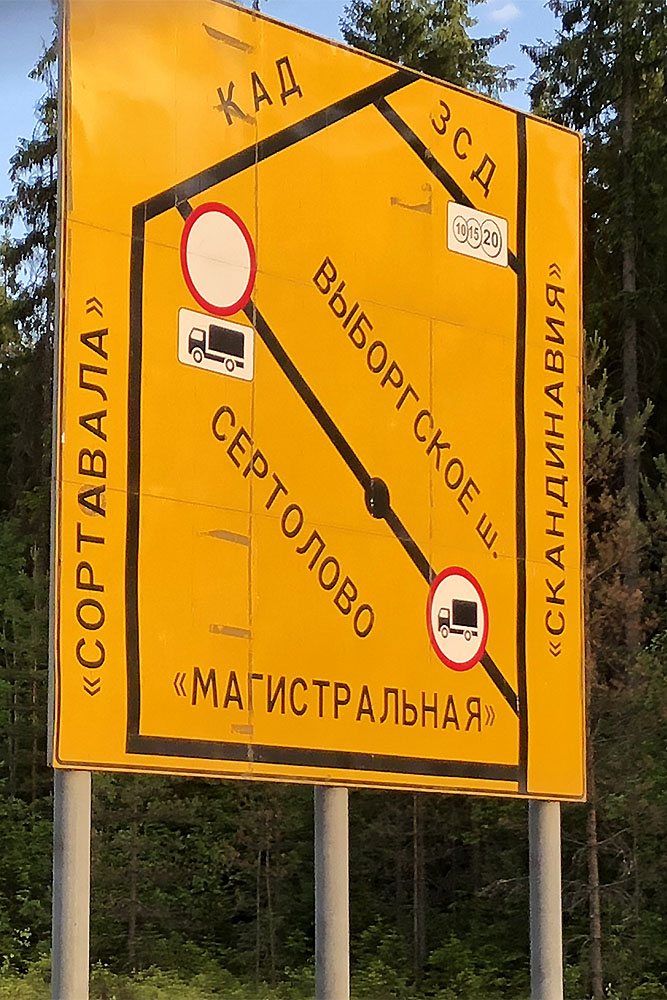 КАД
ЗСД
10 15 20
ВЫБОРГСКОЕ Ш.
«СОРТАВАЛА»
«СКАНДИНАВИЯ»
СЕРТОЛОВО
«МАГИСТРАЛЬНАЯ»